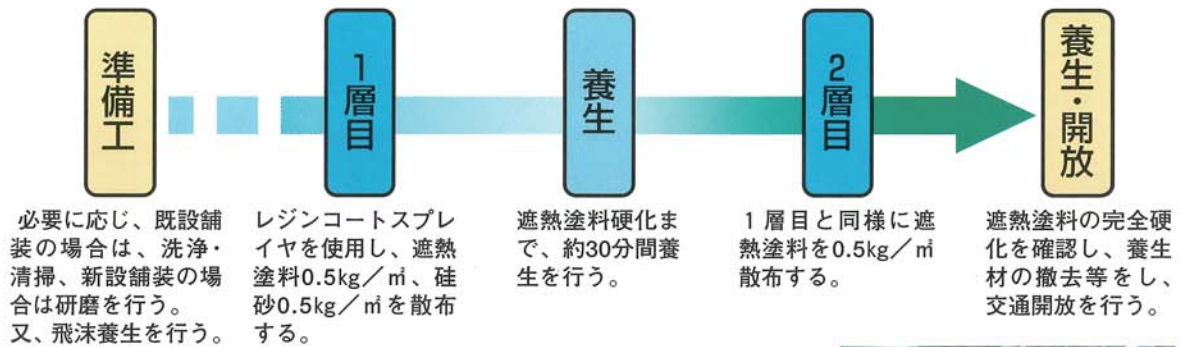 準備工
1層目
養生
2層目
養生・開放
必要に応じ、既設舗
装の場合は、洗浄・
清掃、新設舗装の場
合は研磨を行う。
又、飛沫養生を行う。
レジンコートスプレ
イヤを使用し、遮熱
塗料0.5kg／㎡、硅
砂0.5kg／㎡を散布
する。
遮熱塗料硬化ま
で、約30分間養
生を行う。
1層目と同様に遮
熱塗料を0.5kg／㎡
散布する。
遮熱塗料の完全硬
化を確認し、養生
材の撤去等をし、
交通開放を行う。